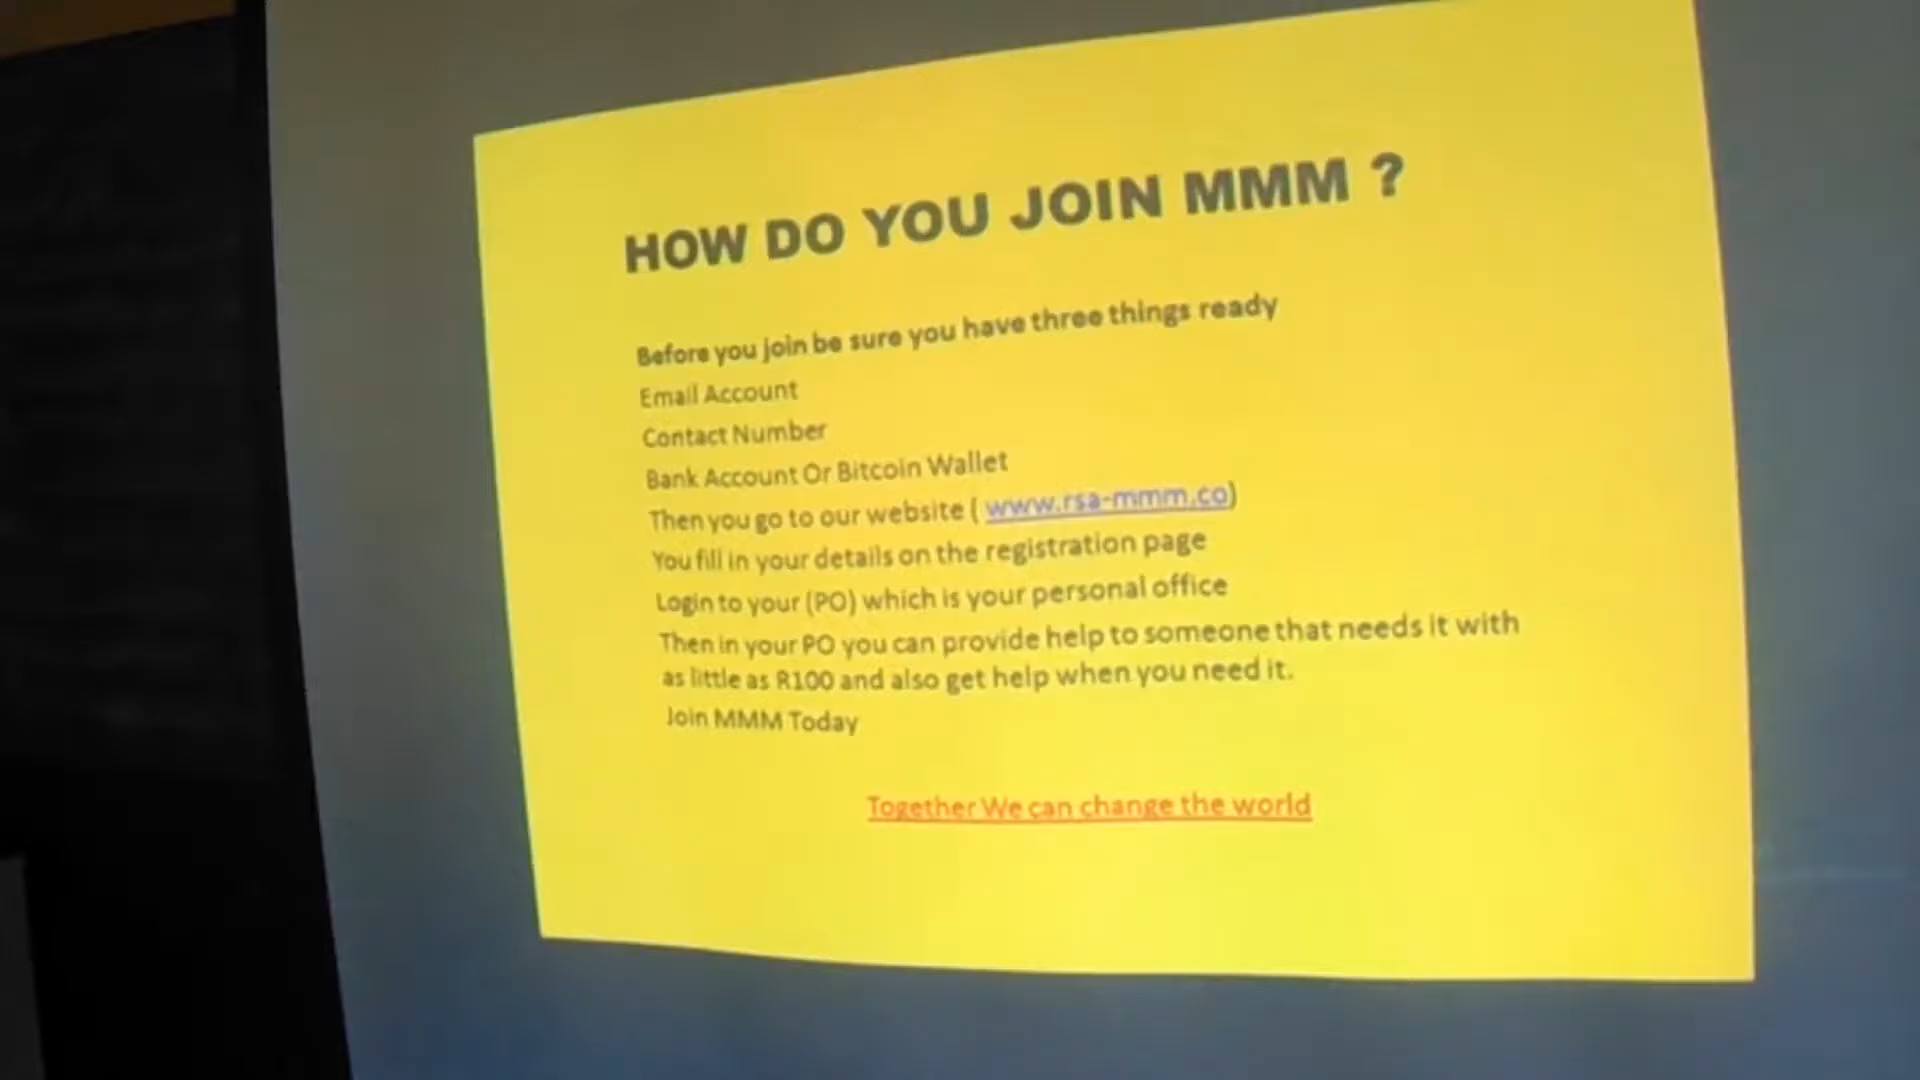 HOW DO YOU JOIN MMM ?
Before you join be sure you have three things ready
Email Account
Contact Number
Bank Account Or Bitcoin Wallet
Then you go to our website ( www.rsa-mmm.co)
You fill in your details on the registration page
Login to your (PO) which is your personal office
Then in your PO you can provide help to someone that needs it with
as little as R100 and also get help when you need it.
Join MMM Today
Together We can change the world